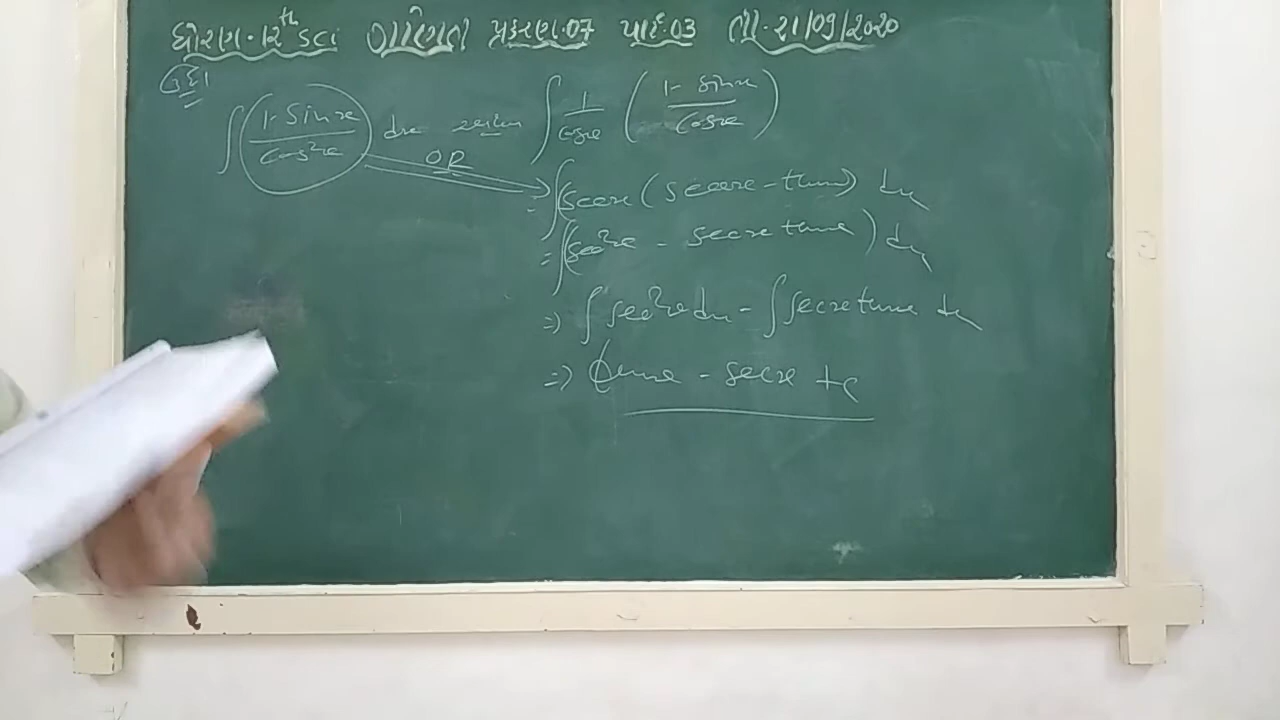 ધોરણ.12th sci ગણિત પ્રકરણ.07 પાર્ટ.03 તા.21/09/2020
ઉદા
∫ (1- sinx / cos²x) dx ∫ 1/cosx (1- sinx / cosx)
OR
= ∫ secx (secx - tanx) dx
= ∫ (sec²x - secx tanx) dx
=> ∫ sec²x dx - ∫ secx tanx dx
=> tanx - secx + c